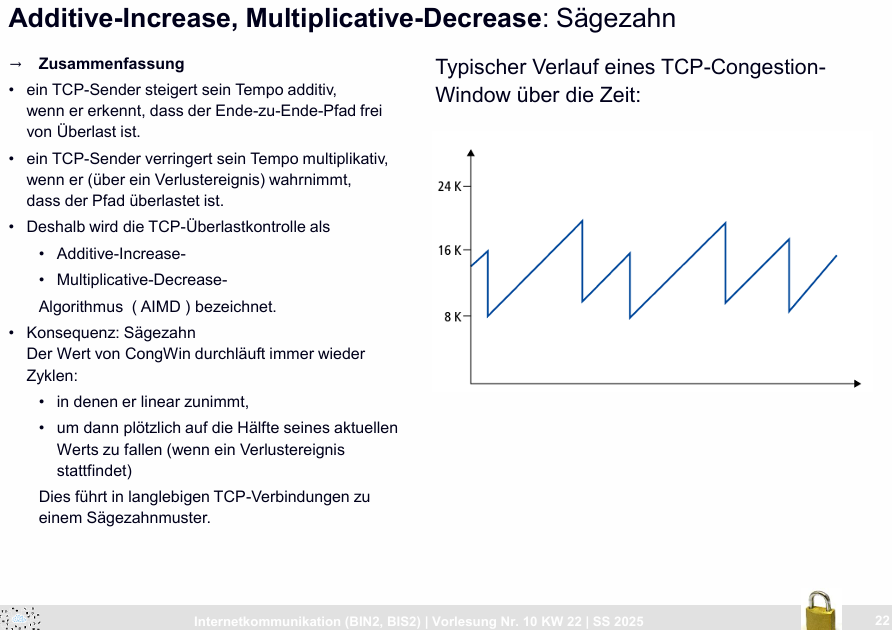 Additive-Increase, Multiplicative-Decrease: Sägezahn
→ Zusammenfassung
• ein TCP-Sender steigert sein Tempo additiv,
wenn er erkennt, dass der Ende-zu-Ende-Pfad frei
von Überlast ist.
• ein TCP-Sender verringert sein Tempo multiplikativ,
wenn er (über ein Verlustereignis) wahrnimmt,
dass der Pfad überlastet ist.
• Deshalb wird die TCP-Überlastkontrolle als
• Additive-Increase-
• Multiplicative-Decrease-
Algorithmus ( AIMD ) bezeichnet.
• Konsequenz: Sägezahn
Der Wert von CongWin durchläuft immer wieder
Zyklen:
• in denen er linear zunimmt,
• um dann plötzlich auf die Hälfte seines aktuellen
Werts zu fallen (wenn ein Verlustereignis
stattfindet)
Dies führt in langlebigen TCP-Verbindungen zu
einem Sägezahnmuster.
Typischer Verlauf eines TCP-Congestion-
Window über die Zeit:
24 K
16 K
8 K
Internetkommunikation (BIN2, BIS2) | Vorlesung Nr. 10 KW 22 | SS 2025
22